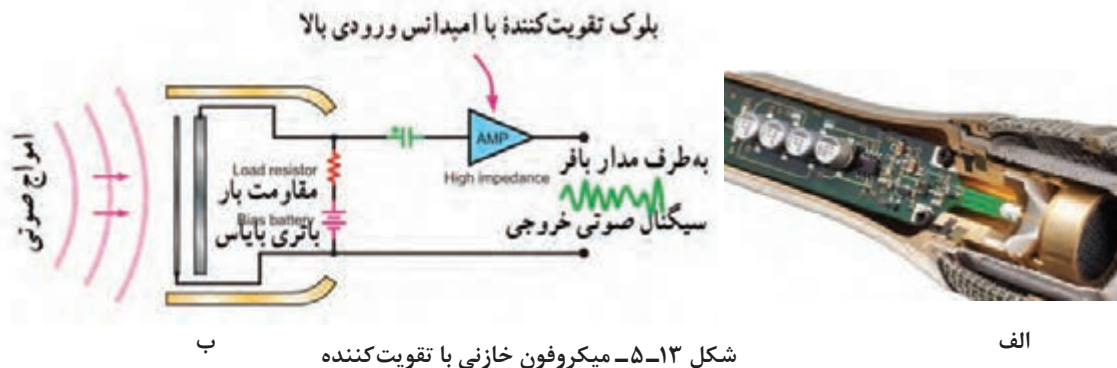 بلوک تقویت‌کنندهٔ با امپدانس ورودی بالا
امواج صوتی
Load resistor
مقاومت بار
Bias battery
باتری بایاس
AMP
High impedance
به‌طرف مدار بافر
سیگنال صوتی خروجی
الف
ب
شکل ۱۳ــ۵ــ میکروفون خازنی با تقویت‌کننده